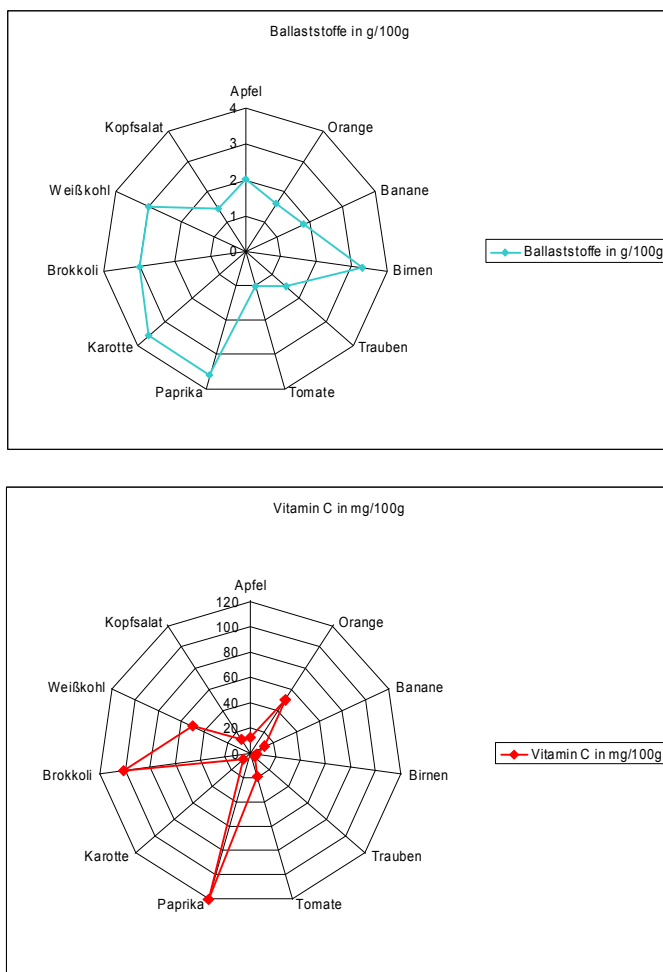 Ballaststoffe in g/100g
Apfel
4
Kopfsalat
Orange
3
Weißkohl
Banane
2
1
0
Brokkoli
Birnen
Ballaststoffe in g/100g
Karotte
Trauben
Paprika
Tomate
Vitamin C in mg/100g
Apfel
120
Kopfsalat
Orange
100
80
Weißkohl
Banane
60
40
20
0
Brokkoli
Birnen
Vitamin C in mg/100g
Karotte
Trauben
Paprika
Tomate